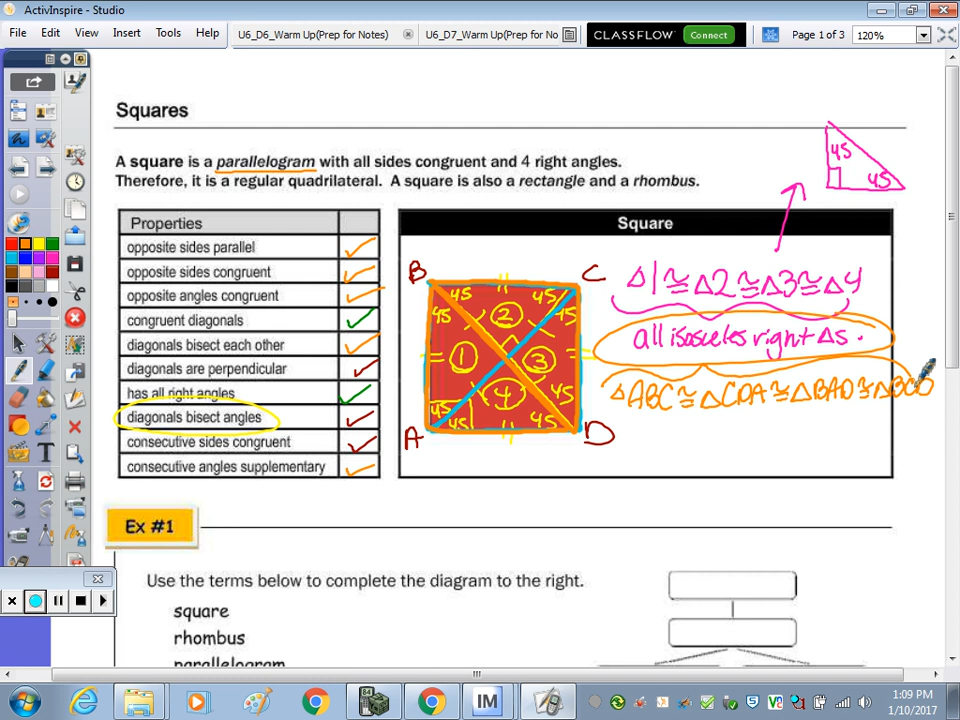 ActivInspire - Studio
File Edit View Insert Tools Help
U6_D6_Warm Up(Prep for Notes)
U6_D7_Warm Up(Prep for No
CLASSFLOW Connect
Page 1 of 3
120%
Squares
A square is a parallelogram with all sides congruent and 4 right angles.
Therefore, it is a regular quadrilateral. A square is also a rectangle and a rhombus.
45
45
Properties
opposite sides parallel
opposite sides congruent
opposite angles congruent
congruent diagonals
diagonals bisect each other
diagonals are perpendicular
has all right angles
diagonals bisect angles
consecutive sides congruent
consecutive angles supplementary
Square
B C
45 45
45 2 45
1 3
45 4 45
45 45
A D
Δ1≅Δ2≅Δ3≅Δ4
all isosceles right Δs.
ΔABC≅ΔCDA≅ΔBAD≅ΔBCD
Ex #1
Use the terms below to complete the diagram to the right.
square
rhombus
parallelogram
IM
1:09 PM
1/10/2017